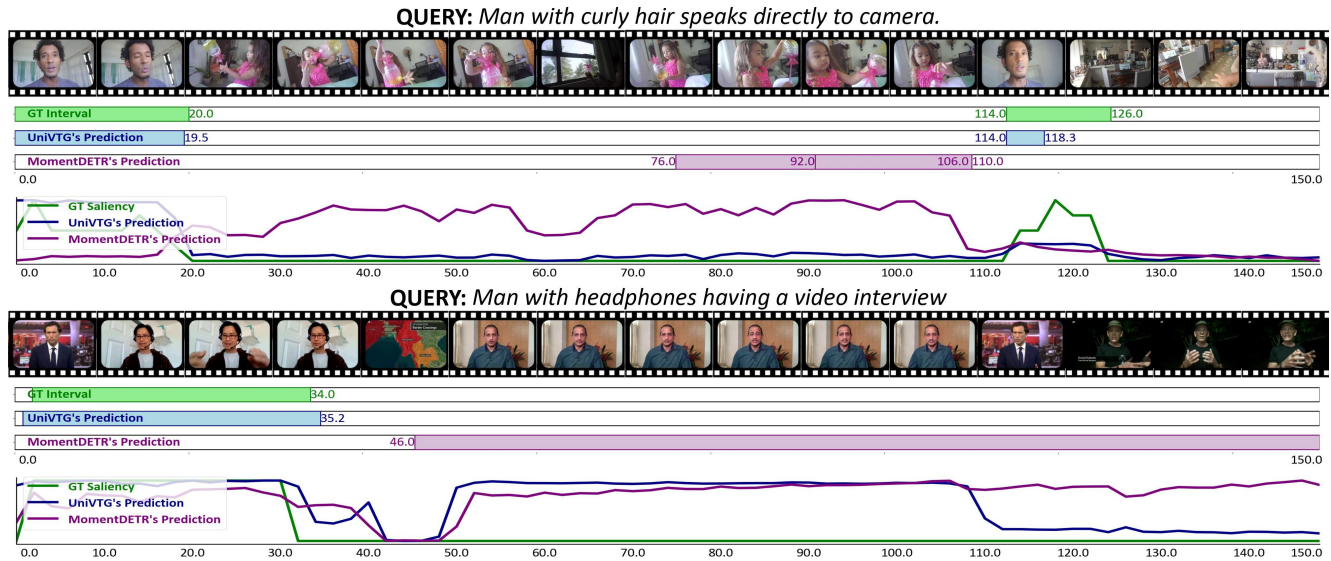 QUERY: Man with curly hair speaks directly to camera.
GT Interval 20.0 114.0 126.0
UniVTG's Prediction 19.5 114.0 118.3
MomentDETR's Prediction 76.0 92.0 106.0 110.0
0.0 150.0
GT Saliency
UniVTG's Prediction
MomentDETR's Prediction
0.0 10.0 20.0 30.0 40.0 50.0 60.0 70.0 80.0 90.0 100.0 110.0 120.0 130.0 140.0 150.0
QUERY: Man with headphones having a video interview
GT Interval 34.0
UniVTG's Prediction 35.2
MomentDETR's Prediction 46.0
0.0 150.0
GT Saliency
UniVTG's Prediction
MomentDETR's Prediction
0.0 10.0 20.0 30.0 40.0 50.0 60.0 70.0 80.0 90.0 100.0 110.0 120.0 130.0 140.0 150.0